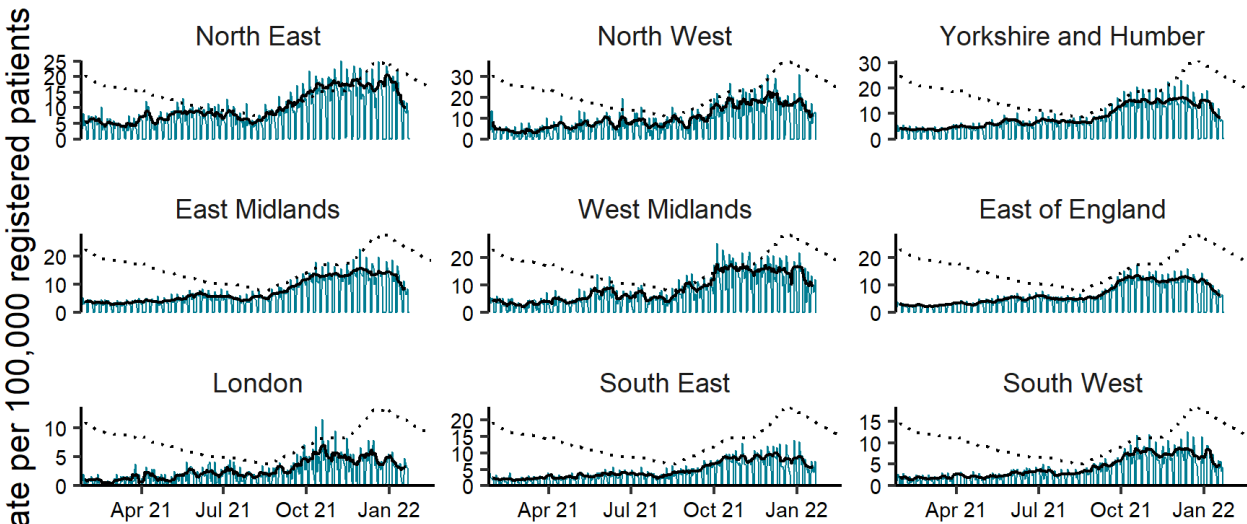 ate per 100,000 registered patients
North East
North West
Yorkshire and Humber
25
20
15
10
5
0
30
20
10
0
30
20
10
0
East Midlands
West Midlands
East of England
20
10
0
20
10
0
20
10
0
London
South East
South West
10
5
0
20
15
10
5
0
15
10
5
0
Apr 21 Jul 21 Oct 21 Jan 22
Apr 21 Jul 21 Oct 21 Jan 22
Apr 21 Jul 21 Oct 21 Jan 22